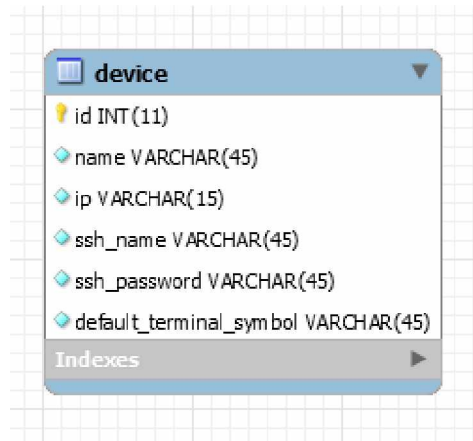 device
id INT(11)
name VARCHAR(45)
ip VARCHAR(15)
ssh_name VARCHAR(45)
ssh_password VARCHAR(45)
default_terminal_symbol VARCHAR(45)
Indexes